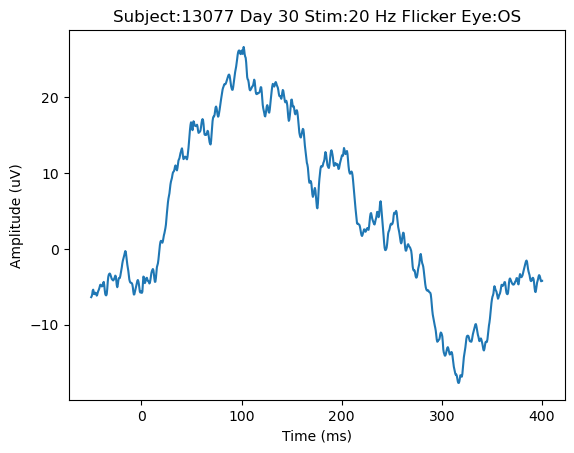 Subject:13077 Day 30 Stim:20 Hz Flicker Eye:OS
Amplitude (uV)
20
10
0
−10
0 100 200 300 400
Time (ms)